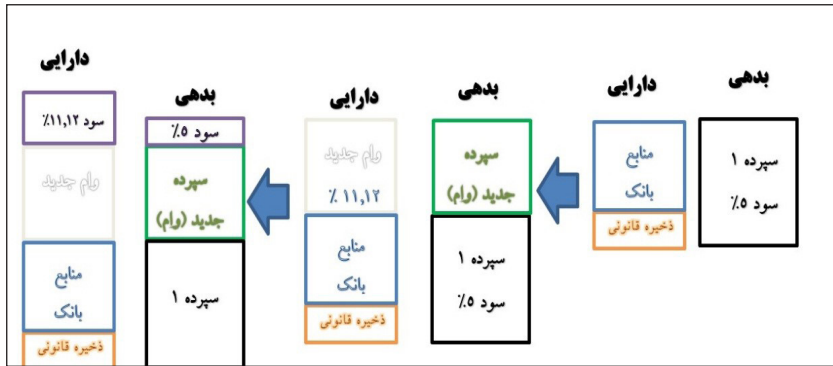 بدهی
سپرده ۱
سود ۵٪
دارایی
منابع
بانک
ذخیره قانونی
بدهی
سپرده
جدید (وام)
سپرده ۱
سود ۵٪
دارایی
وام جدید
۱۱,۱۲ ٪
منابع
بانک
ذخیره قانونی
بدهی
سود ۵٪
سپرده
جدید (وام)
سپرده ۱
دارایی
سود ۱۱,۱۲٪
وام جدید
منابع
بانک
ذخیره قانونی